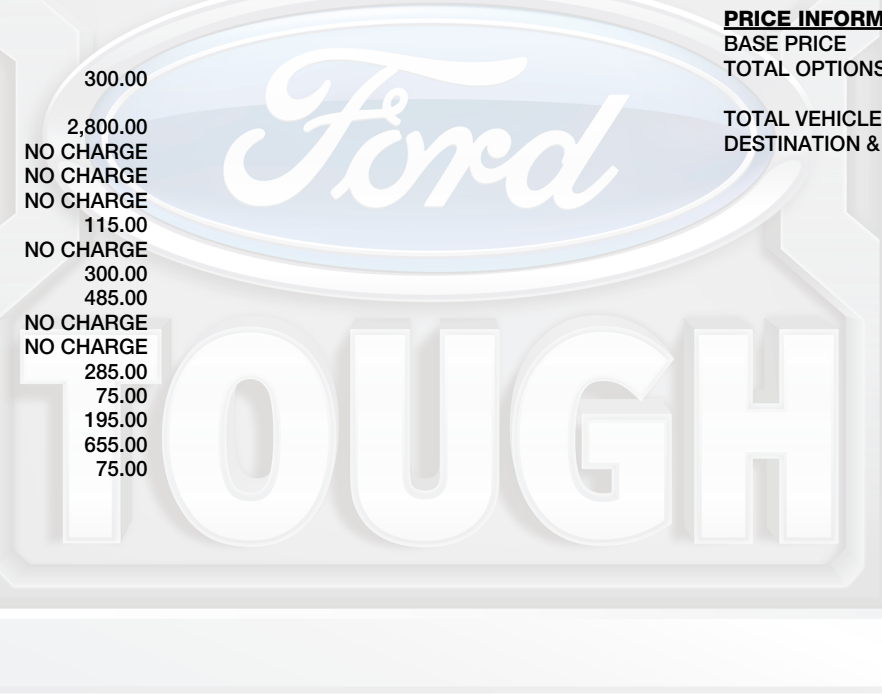 PRICE INFORM
BASE PRICE
TOTAL OPTIONS
TOTAL VEHICLE
DESTINATION &
300.00
2,800.00
NO CHARGE
NO CHARGE
NO CHARGE
115.00
NO CHARGE
300.00
485.00
NO CHARGE
NO CHARGE
285.00
75.00
195.00
655.00
75.00
Ford
TOUGH